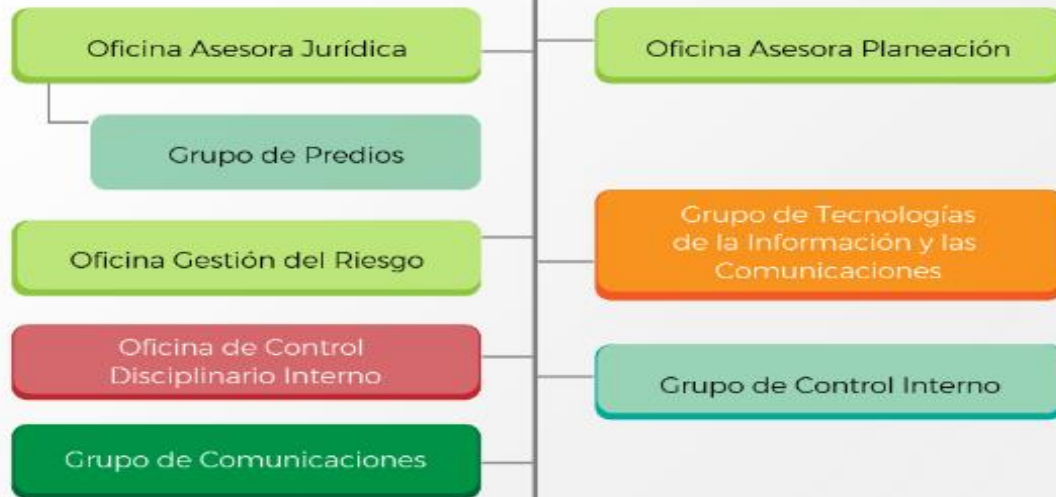 Oficina Asesora Jurídica
Oficina Asesora Planeación
Grupo de Predios
Grupo de Tecnologías
de la Información y las
Comunicaciones
Oficina Gestión del Riesgo
Oficina de Control
Disciplinario Interno
Grupo de Control Interno
Grupo de Comunicaciones